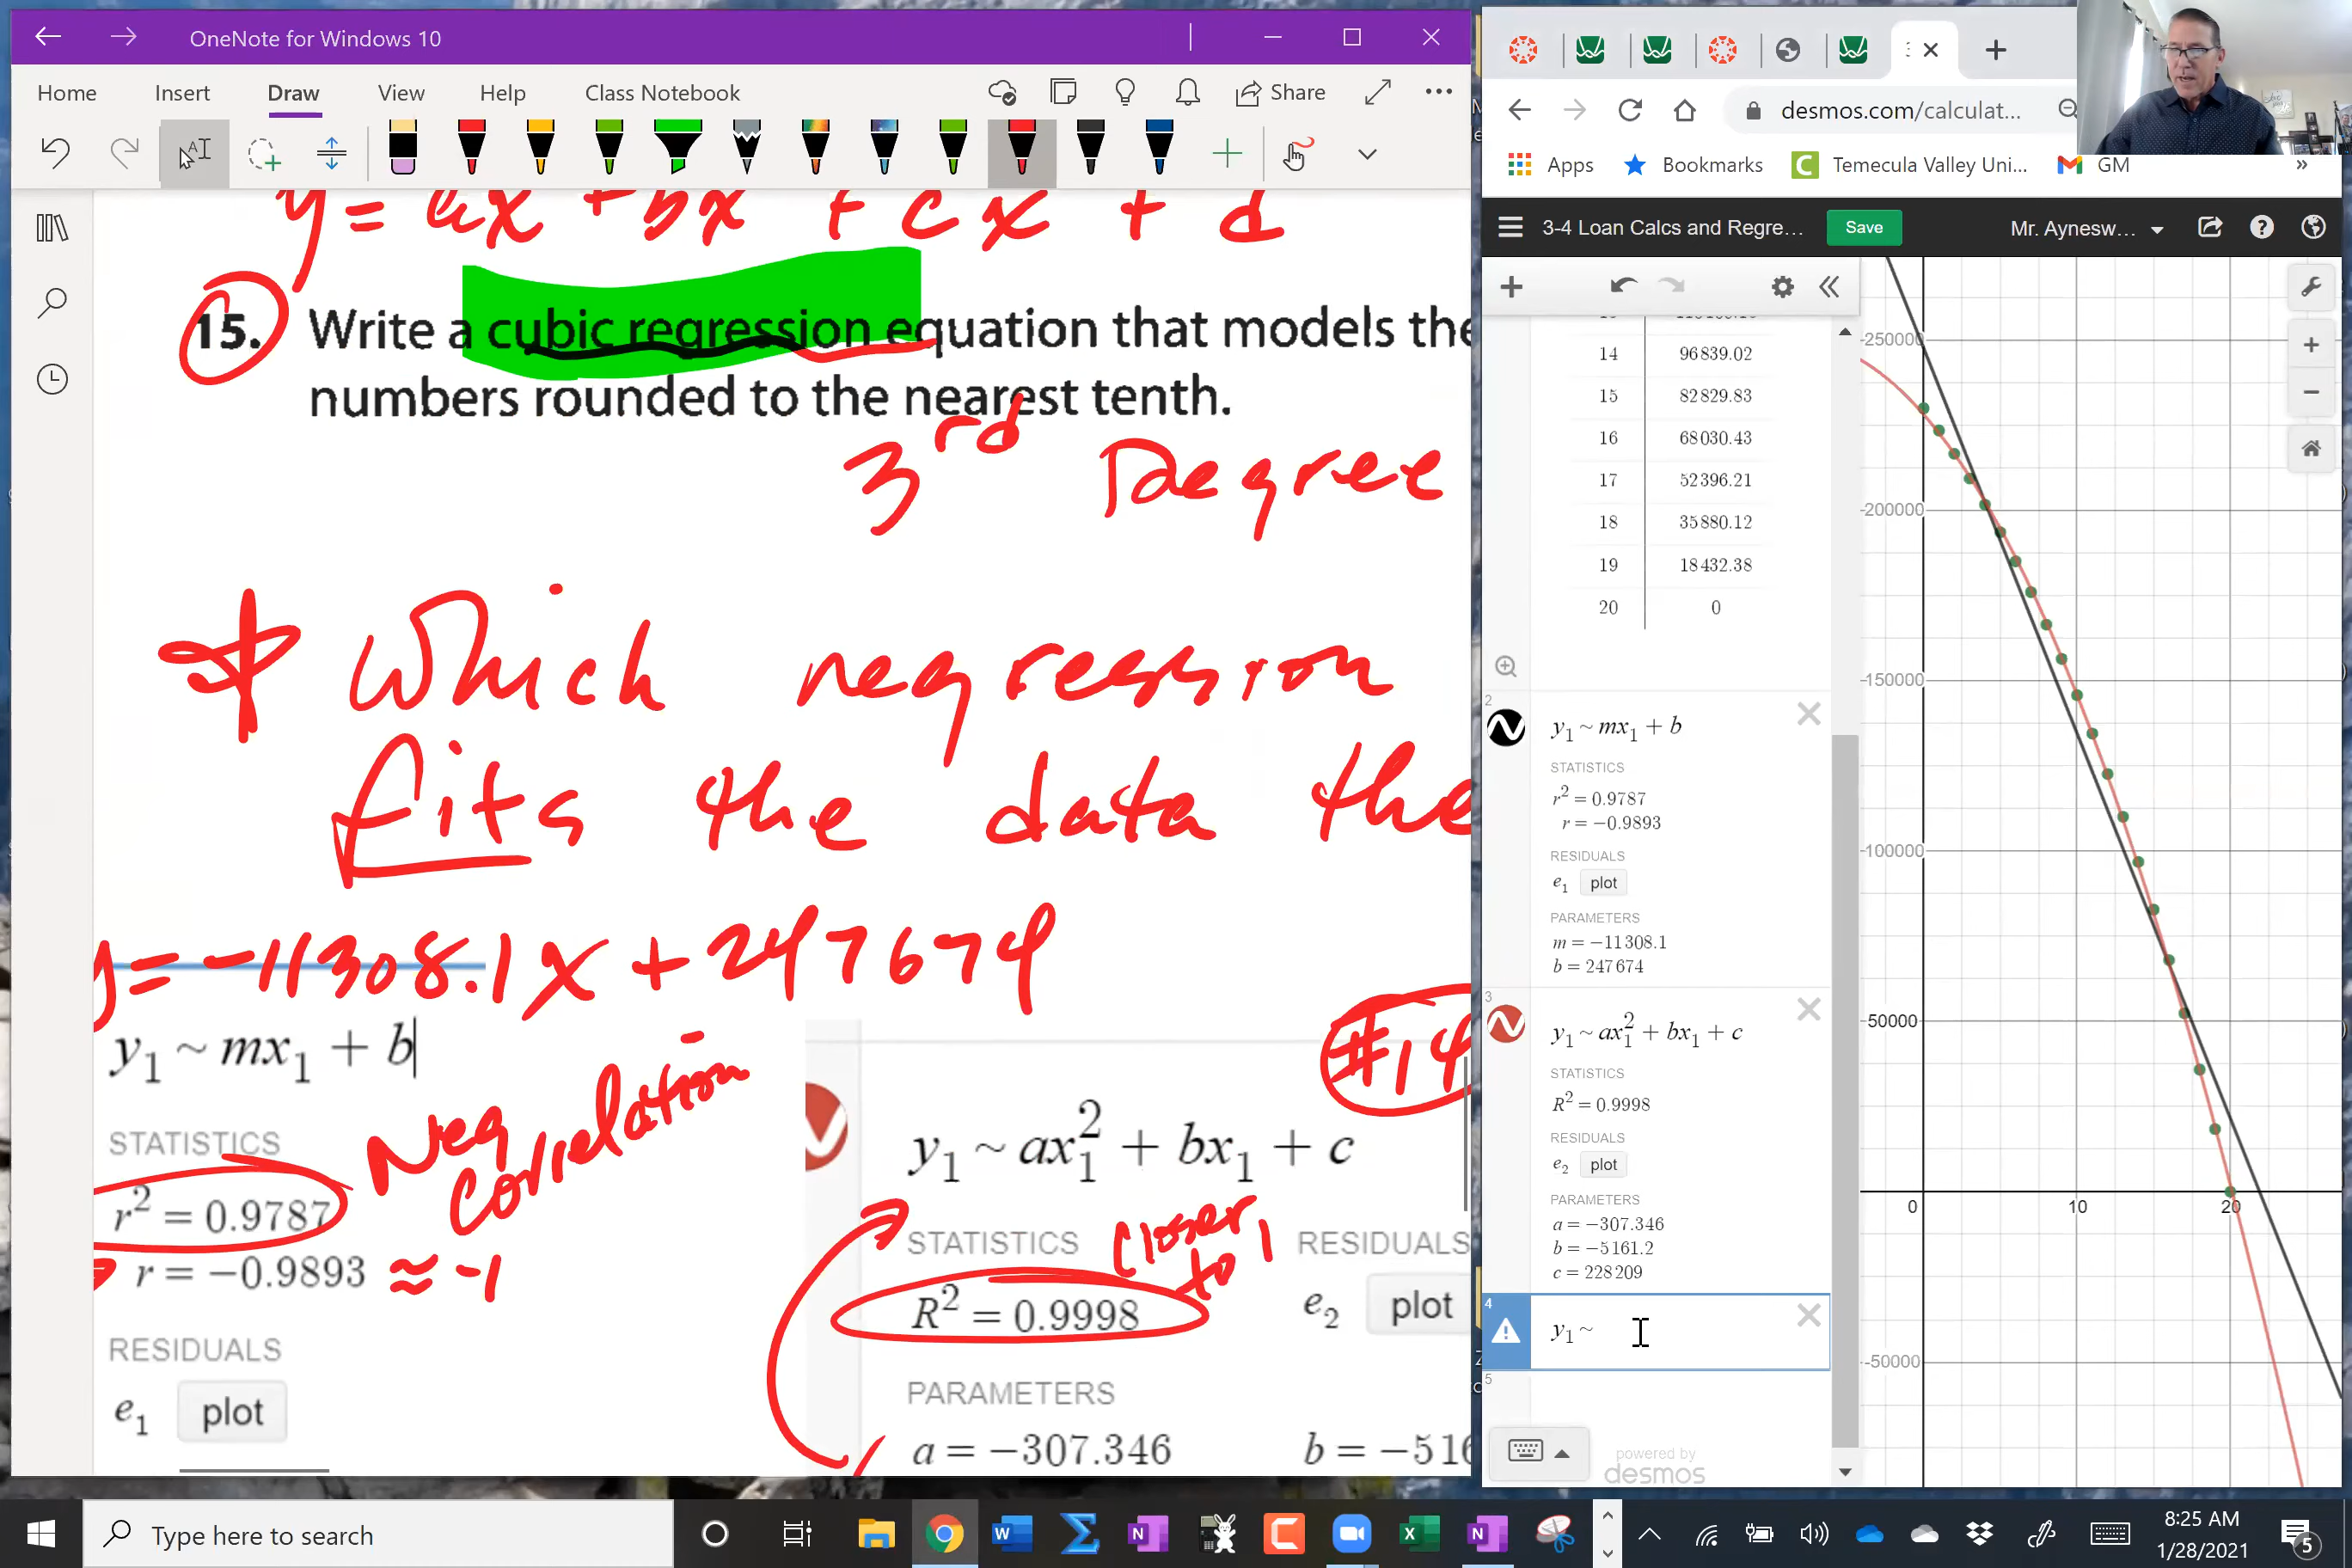 OneNote for Windows 10
Home Insert Draw View Help Class Notebook Share
y = ax + bx + cx + d
15. Write a cubic regression equation that models the
numbers rounded to the nearest tenth.
3rd Degree
* Which regression
fits the data the
y = -11308.1x + 247674
y₁ ~ mx₁ + b
STATISTICS
r² = 0.9787
r = −0.9893 ≈ -1
Neg
Correlation
RESIDUALS
e₁ plot
#14
y₁ ~ ax₁² + bx₁ + c
STATISTICS
R² = 0.9998
Closer
to 1
RESIDUALS
e₂ plot
PARAMETERS
a = −307.346 b = −516
desmos.com/calculat...
Apps Bookmarks Temecula Valley Uni... GM »
3-4 Loan Calcs and Regre... Save Mr. Aynesw...
14 96839.02
15 82829.83
16 68030.43
17 52396.21
18 35880.12
19 18432.38
20 0
2
y₁ ~ mx₁ + b
STATISTICS
r² = 0.9787
r = −0.9893
RESIDUALS
e₁ plot
PARAMETERS
m = −11308.1
b = 247674
3
y₁ ~ ax₁² + bx₁ + c
STATISTICS
R² = 0.9998
RESIDUALS
e₂ plot
PARAMETERS
a = −307.346
b = −5161.2
c = 228209
4
y₁ ~
5
powered by
desmos
250000
200000
150000
100000
50000
0 10 20
-50000
Type here to search
8:25 AM
1/28/2021
5